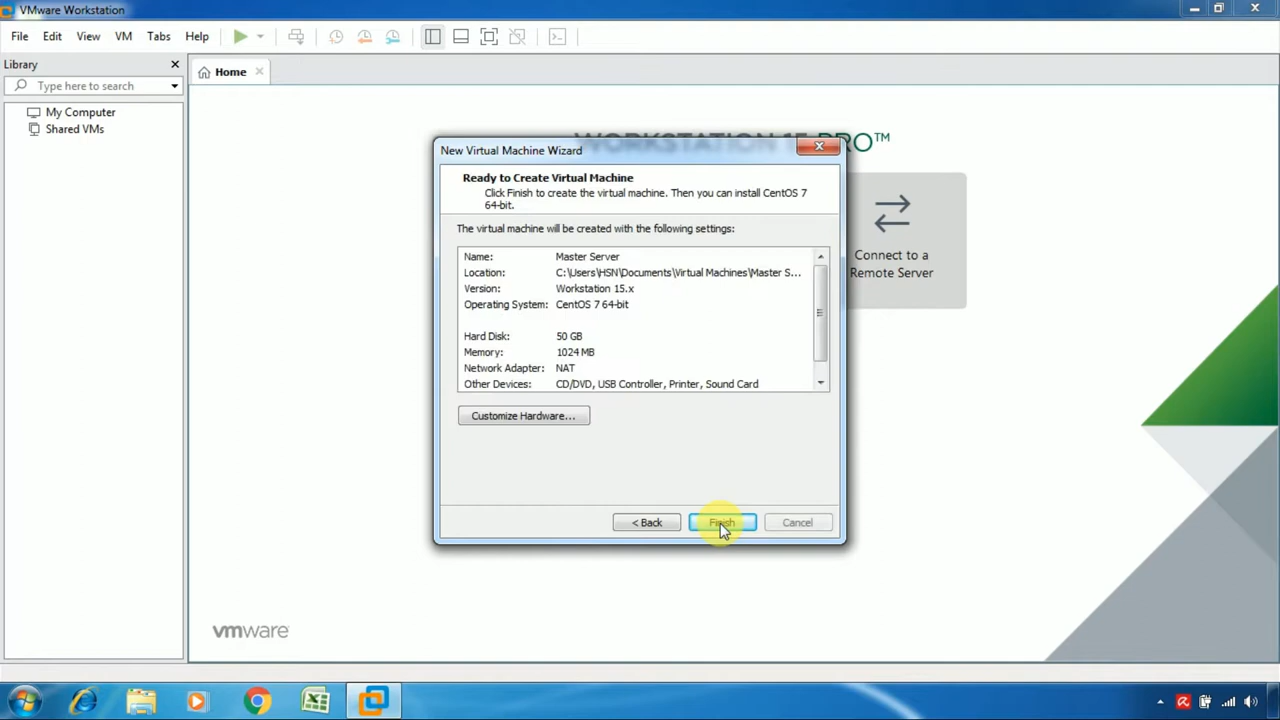 VMware Workstation
File Edit View VM Tabs Help
Library
Type here to search
My Computer
Shared VMs
Home
PRO™
Connect to a
Remote Server
New Virtual Machine Wizard
Ready to Create Virtual Machine
Click Finish to create the virtual machine. Then you can install CentOS 7
64-bit.
The virtual machine will be created with the following settings:
Name: Master Server
Location: C:\Users\HSN\Documents\Virtual Machines\Master S...
Version: Workstation 15.x
Operating System: CentOS 7 64-bit
Hard Disk: 50 GB
Memory: 1024 MB
Network Adapter: NAT
Other Devices: CD/DVD, USB Controller, Printer, Sound Card
Customize Hardware...
< Back Finish Cancel
vmware